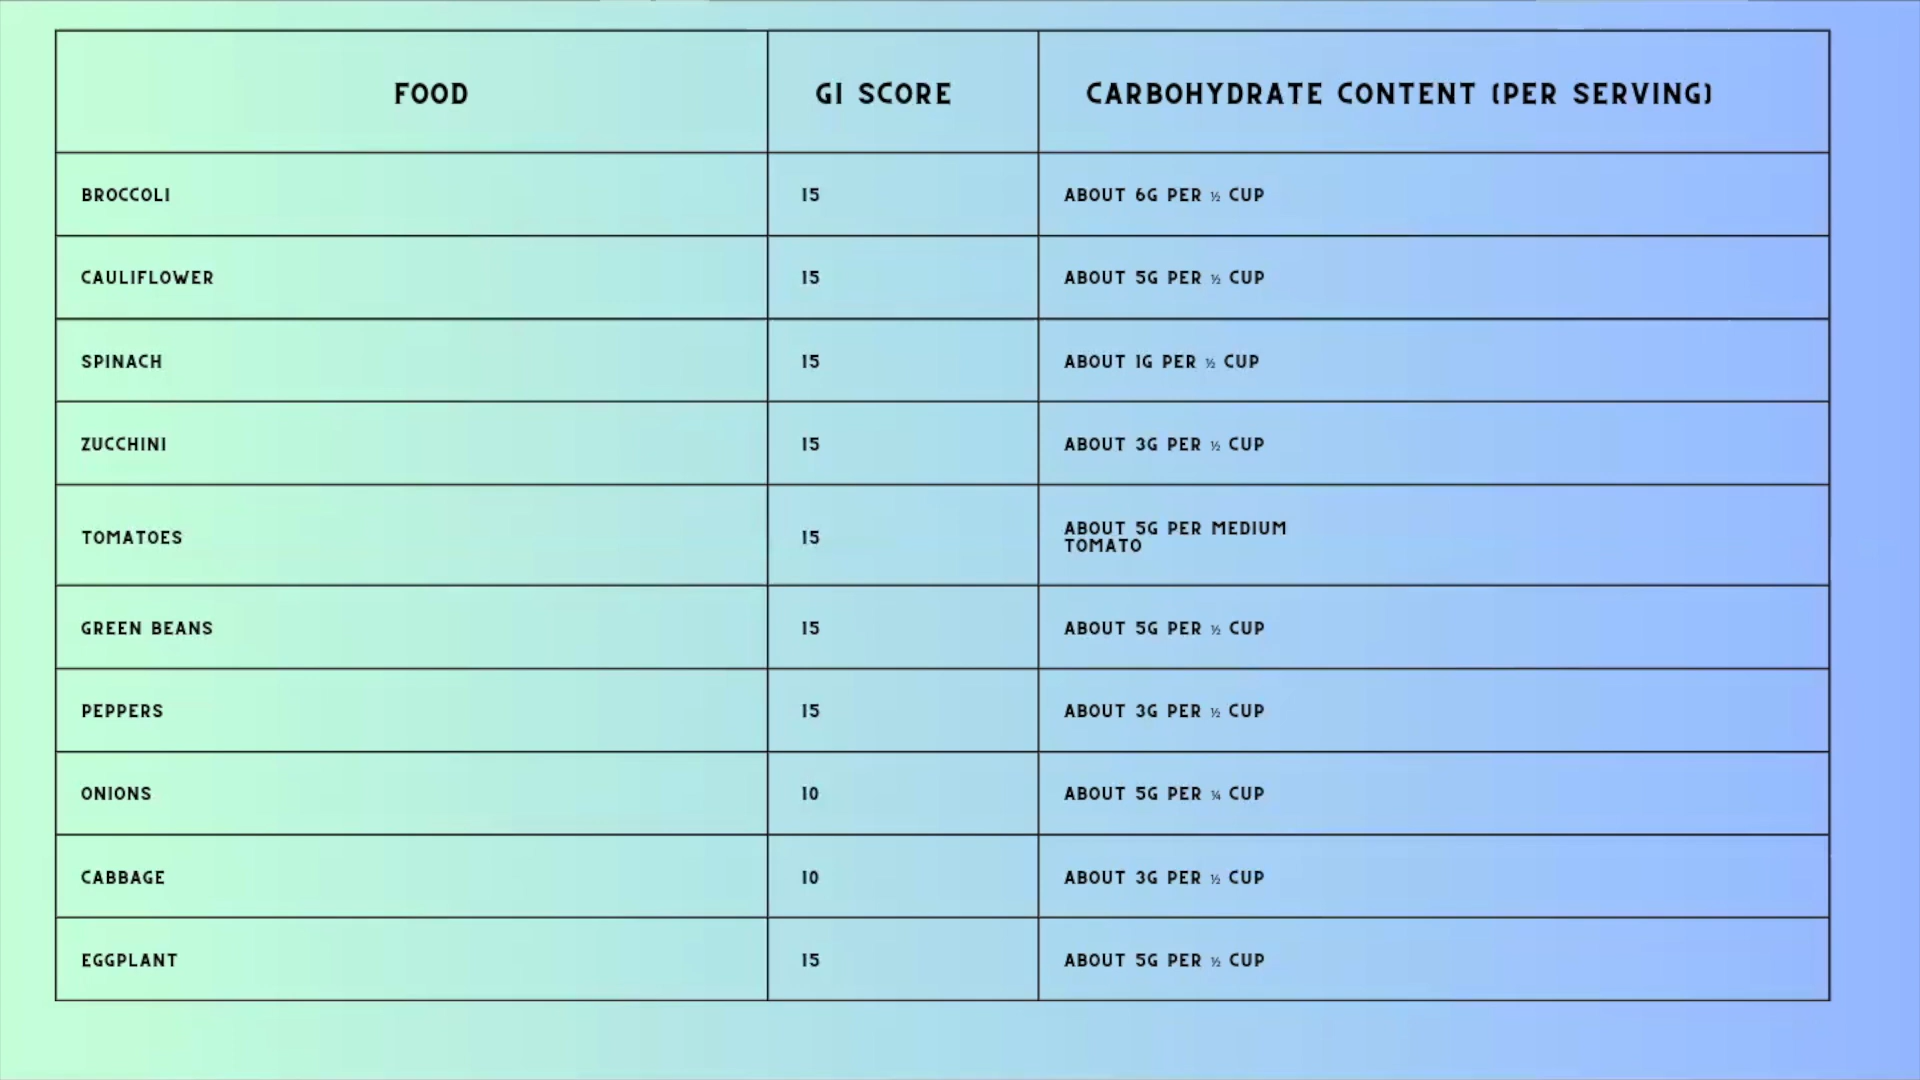 FOOD GI SCORE CARBOHYDRATE CONTENT (PER SERVING)
BROCCOLI 15 ABOUT 6G PER ½ CUP
CAULIFLOWER 15 ABOUT 5G PER ½ CUP
SPINACH 15 ABOUT 1G PER ½ CUP
ZUCCHINI 15 ABOUT 3G PER ½ CUP
TOMATOES 15 ABOUT 5G PER MEDIUM
TOMATO
GREEN BEANS 15 ABOUT 5G PER ½ CUP
PEPPERS 15 ABOUT 3G PER ½ CUP
ONIONS 10 ABOUT 5G PER ¼ CUP
CABBAGE 10 ABOUT 3G PER ½ CUP
EGGPLANT 15 ABOUT 5G PER ½ CUP